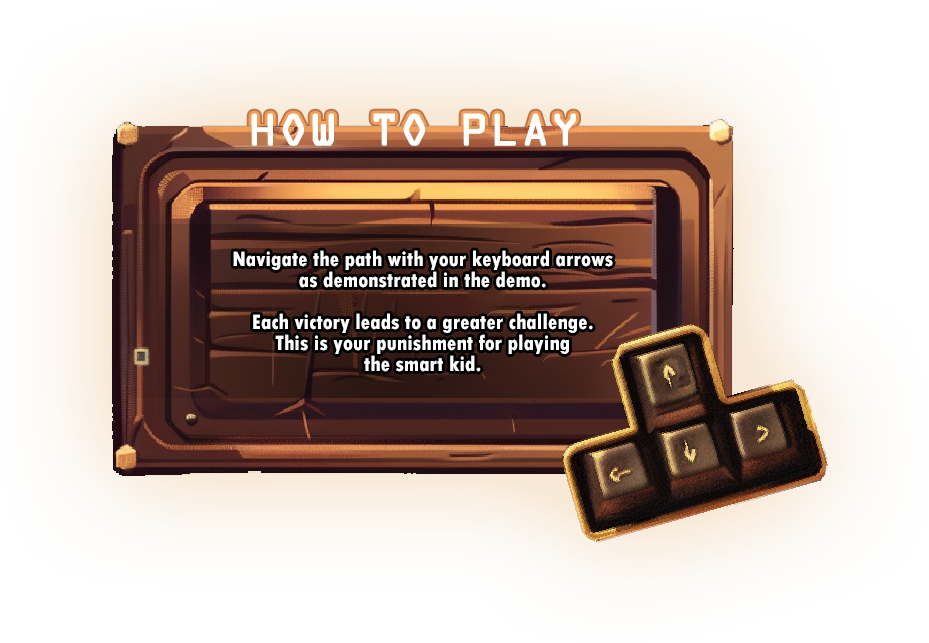 HOW TO PLAY
Navigate the path with your keyboard arrows
as demonstrated in the demo.
Each victory leads to a greater challenge.
This is your punishment for playing
the smart kid.